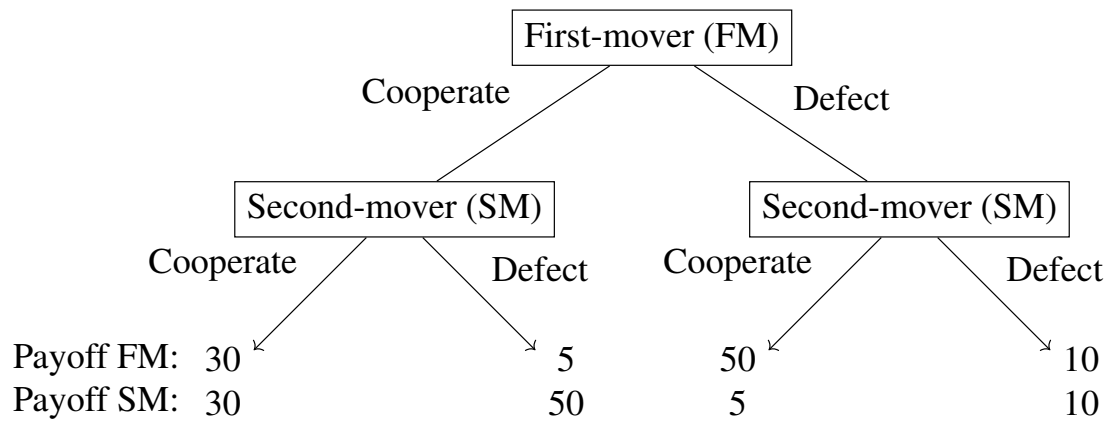 First-mover (FM)
Cooperate
Defect
Second-mover (SM)
Second-mover (SM)
Cooperate
Defect
Cooperate
Defect
Payoff FM: 30 5 50 10
Payoff SM: 30 50 5 10